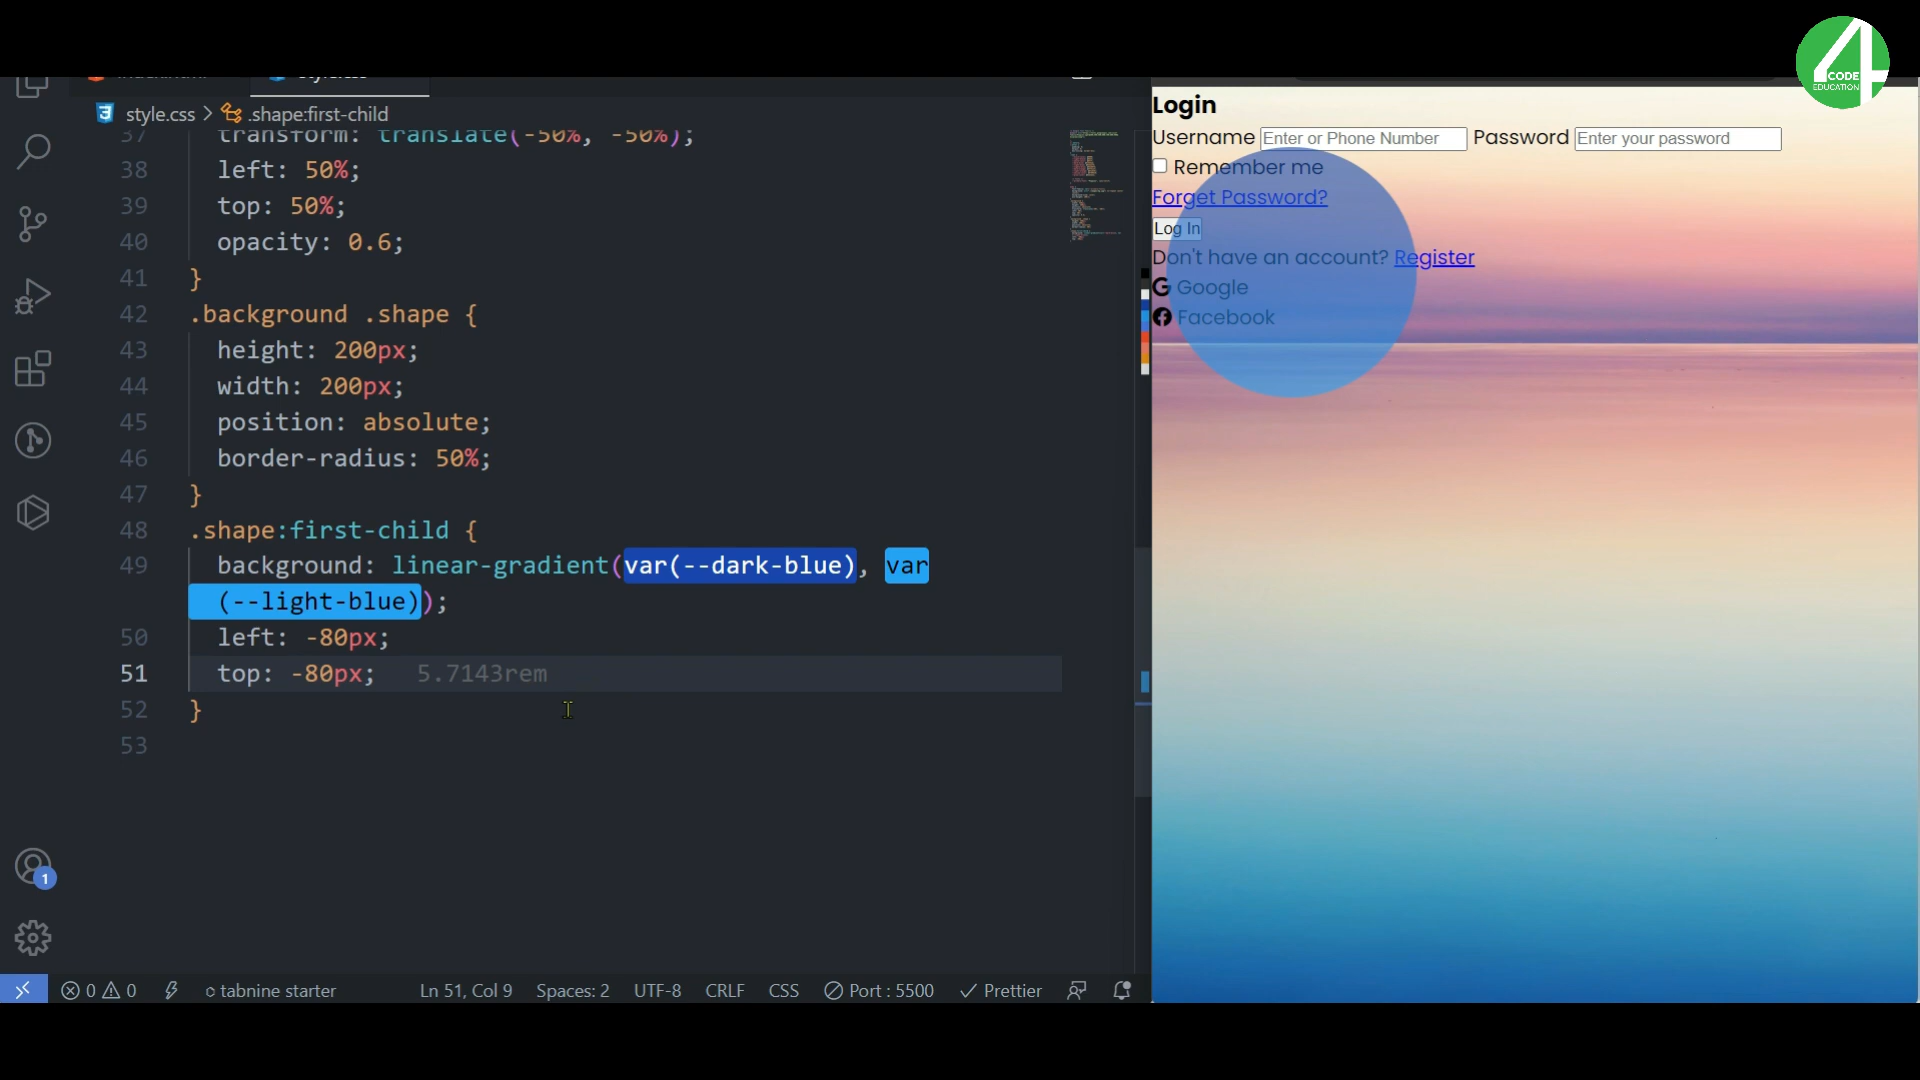 CODE
EDUCATION
style.css
style.css > .shape:first-child
37 transform: translate(-50%, -50%);
38 left: 50%;
39 top: 50%;
40 opacity: 0.6;
41 }
42 .background .shape {
43 height: 200px;
44 width: 200px;
45 position: absolute;
46 border-radius: 50%;
47 }
48 .shape:first-child {
49 background: linear-gradient(var(--dark-blue), var
(--light-blue));
50 left: -80px;
51 top: -80px; 5.7143rem
52 }
53
1
0 0 tabnine starter Ln 51, Col 9 Spaces: 2 UTF-8 CRLF CSS Port : 5500 Prettier
Login
Username Enter or Phone Number Password Enter your password
Remember me
Forget Password?
Log In
Don't have an account? Register
Google
Facebook